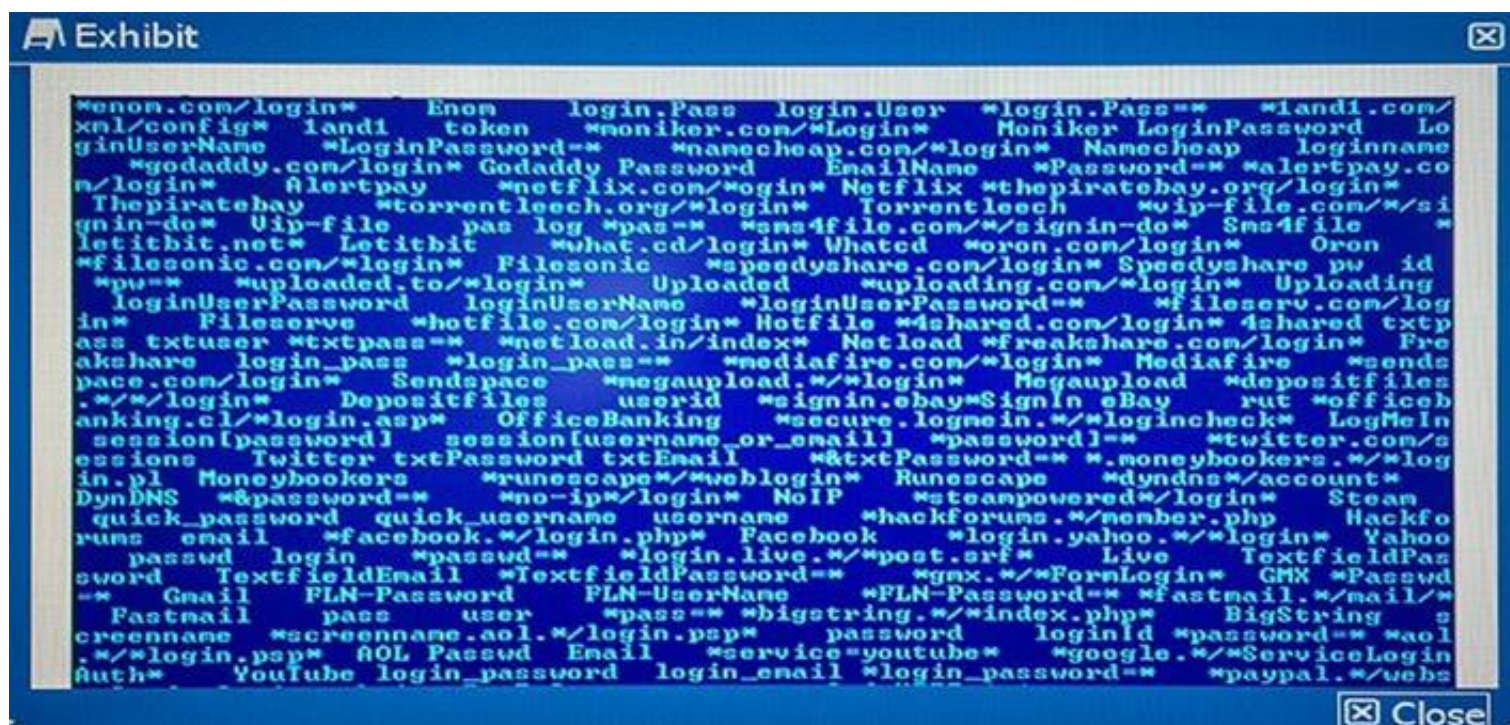 Exhibit
*enom.com/login* Enom login.Pass login.User *login.Pass=* *1and1.com/
xml/config* 1and1 token *moniker.com/*Login* Moniker LoginPassword Lo
ginUserName *LoginPassword=* *namecheap.com/*login* Namecheap loginname
*godaddy.com/login* Godaddy Password EmailName *Password=* *alertpay.co
m/login* Alertpay *netflix.com/*ogin* Netflix *thepiratebay.org/login*
Thepiratebay *torrentleech.org/*login* Torrentleech *vip-file.com/*/si
gnin-do* Vip-file pas log *pas=* *sms4file.com/*/signin-do* Sms4file *
letitbit.net* Letitbit *what.cd/login* Whatcd *oron.com/login* Oron
*filesonic.com/*login* Filesonic *speedyshare.com/login* Speedyshare pw id
*pw=* *uploaded.to/*login* Uploaded *uploading.com/*login* Uploading
loginUserPassword loginUserName *loginUserPassword=* *fileserv.com/log
in* Fileserve *hotfile.com/login* Hotfile *4shared.com/login* 4shared txtp
ass txtuser *txtpass=* *netload.in/index* Netload *freakshare.com/login* Fre
akshare login_pass *login_pass=* *mediafire.com/*login* Mediafire *sends
pace.com/login* Sendspace *megaupload.*/*login* Megaupload *depositfiles
.*/*/login* Depositfiles userid *signin.ebay*SignIn eBay rut *officeb
anking.cl/*login.asp* OfficeBanking *secure.logmein.*/*logincheck* LogMeIn
session[password] session[username_or_email] *password]=* *twitter.com/s
essions Twitter txtPassword txtEmail *&txtPassword=* *.moneybookers.*/*log
in.pl Moneybookers *runescape*/*weblogin* Runescape *dyndns*/account*
DynDNS *&password=* *no-ip*/login* NoIP *steampowered*/login* Steam
quick_password quick_username username *hackforums.*/member.php Hackfo
rums email *facebook.*/login.php* Facebook *login.yahoo.*/*login* Yahoo
passwd login *passwd=* *login.live.*/*post.srf* Live TextfieldPas
sword TextfieldEmail *TextfieldPassword=* *gmx.*/*FormLogin* GMX *Passwd
=* Gmail FLN-Password FLN-UserName *FLN-Password=* *fastmail.*/mail/*
Fastmail pass user *pass=* *bigstring.*/*index.php* BigString s
creenname *screenname.aol.*/login.psp* password loginId *password=* *aol
.*/*login.psp* AOL Passwd Email *service=youtube* *google.*/*ServiceLogin
Auth* YouTube login_password login_email *login_password=* *paypal.*/webs
Close